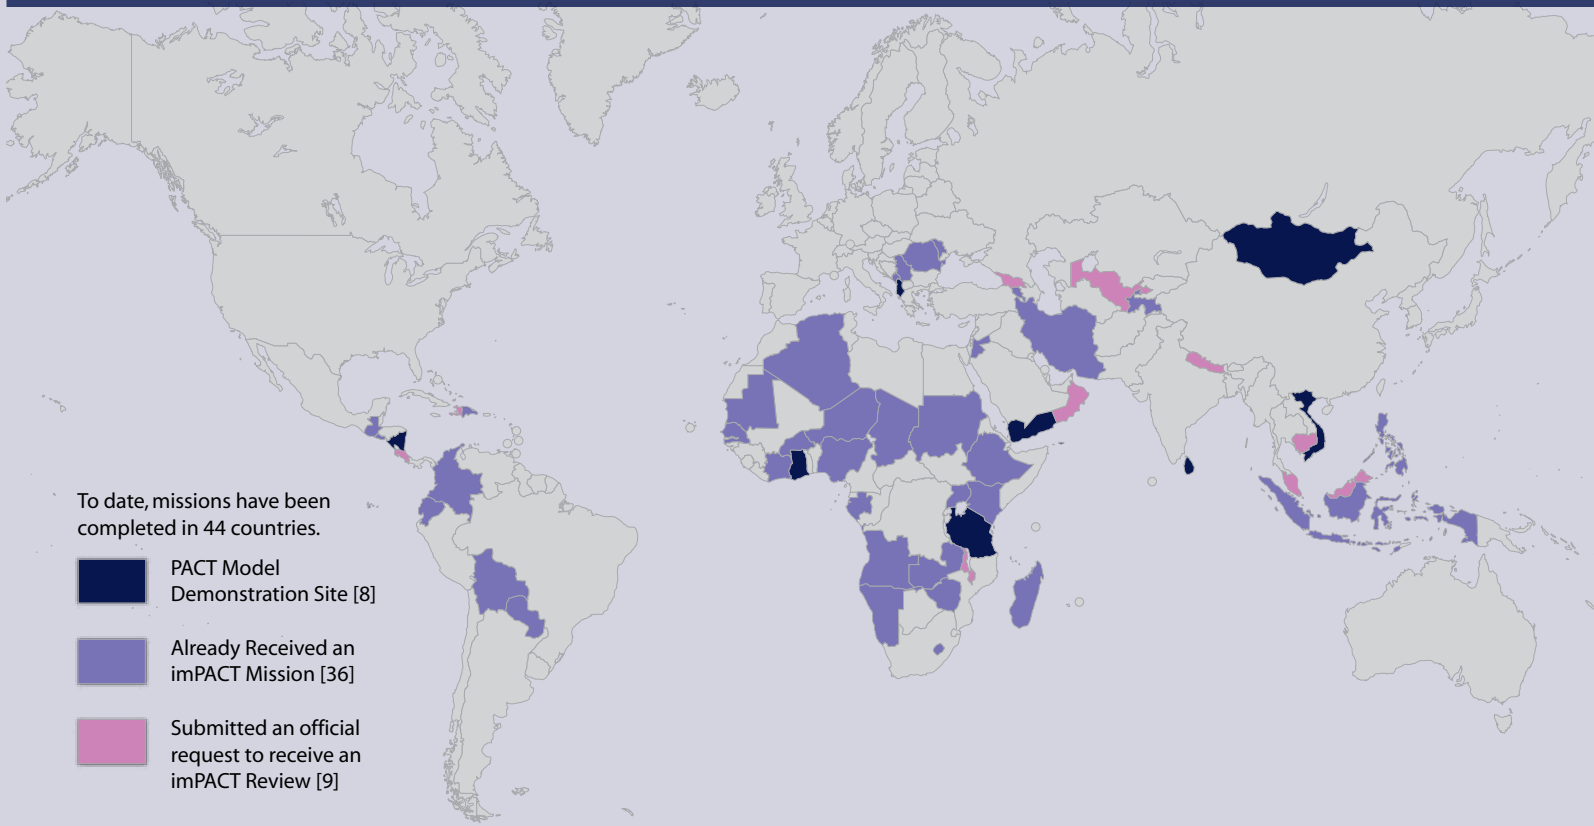 To date, missions have been
completed in 44 countries.
PACT Model
Demonstration Site [8]
Already Received an
imPACT Mission [36]
Submitted an official
request to receive an
imPACT Review [9]